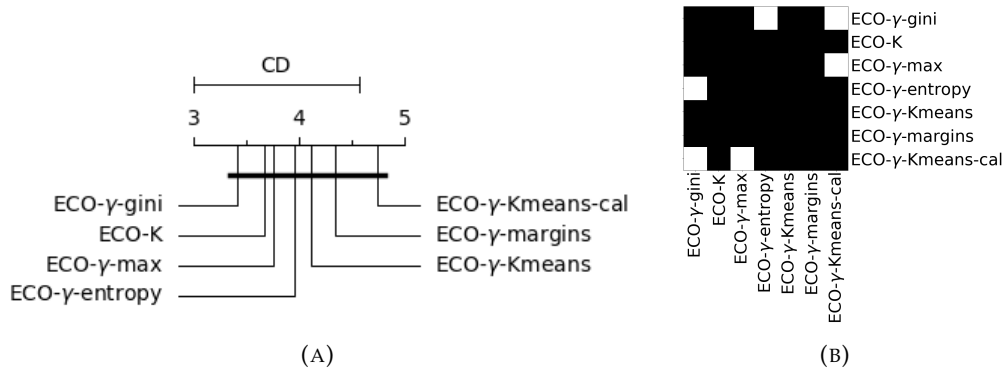 CD
3 4 5
ECO-γ-gini
ECO-K
ECO-γ-max
ECO-γ-entropy
ECO-γ-Kmeans-cal
ECO-γ-margins
ECO-γ-Kmeans
(A)
ECO-γ-gini
ECO-K
ECO-γ-max
ECO-γ-entropy
ECO-γ-Kmeans
ECO-γ-margins
ECO-γ-Kmeans-cal
ECO-γ-gini
ECO-K
ECO-γ-max
ECO-γ-entropy
ECO-γ-Kmeans
ECO-γ-margins
ECO-γ-Kmeans-cal
(B)